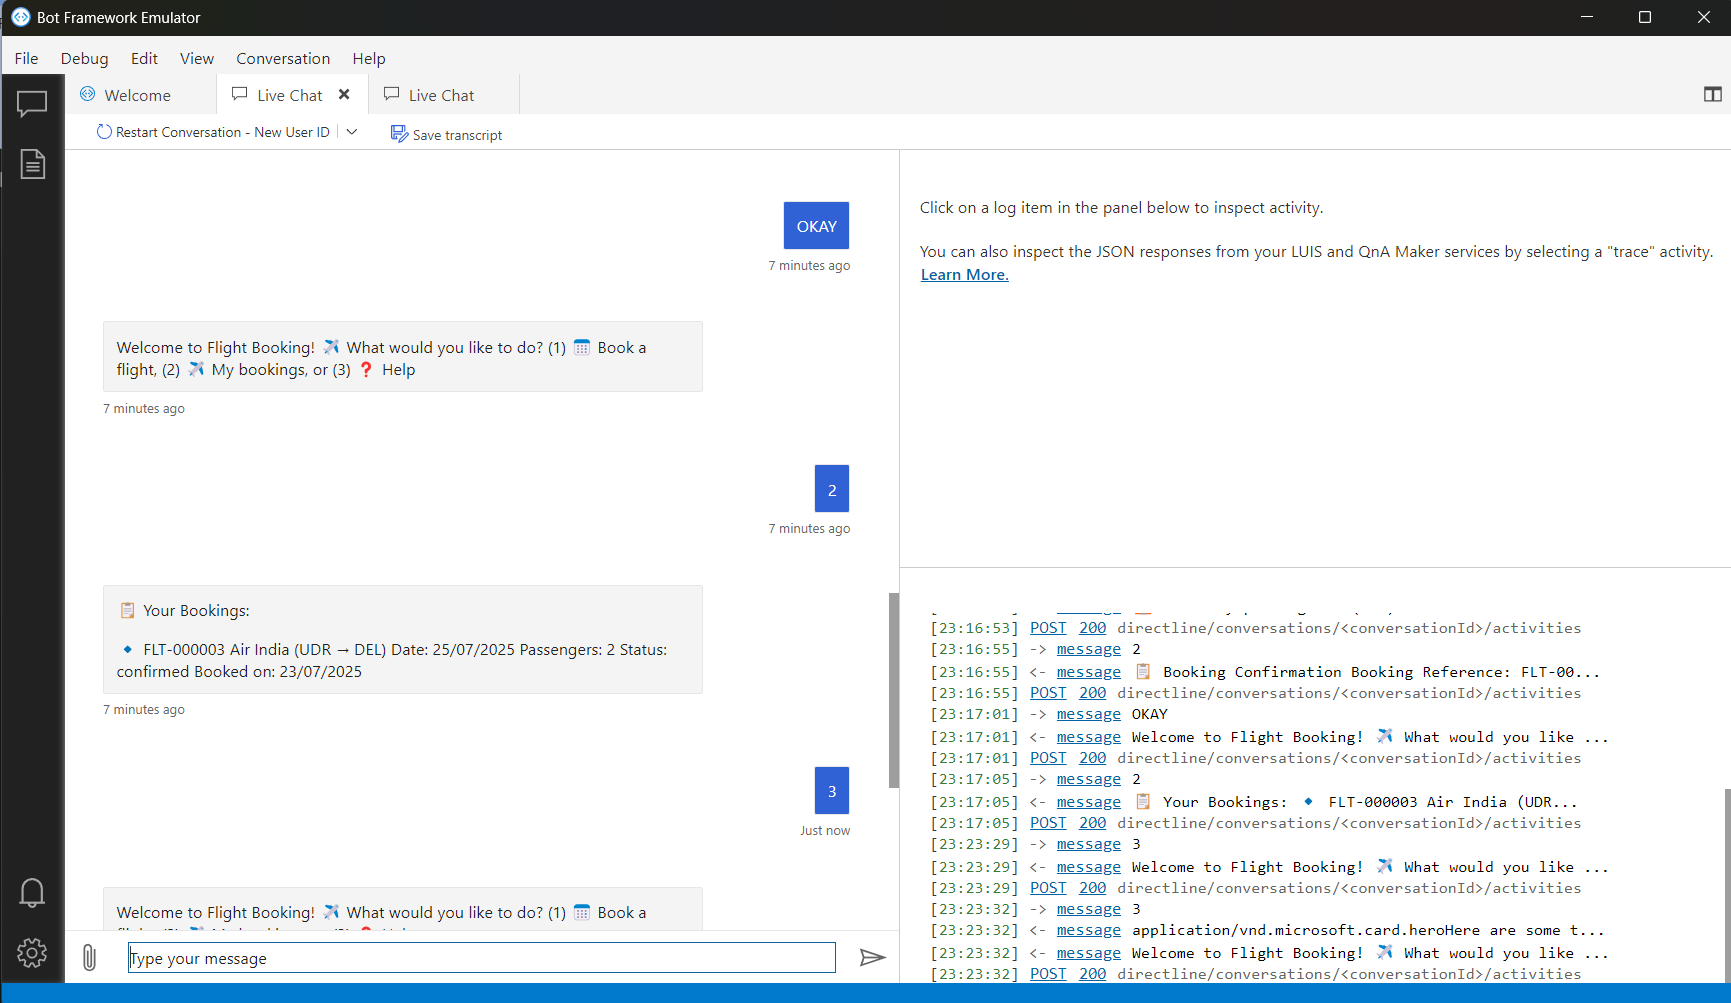 Bot Framework Emulator
File Debug Edit View Conversation Help
Welcome
Live Chat
Live Chat
Restart Conversation - New User ID
Save transcript
OKAY
7 minutes ago
Welcome to Flight Booking! ✈️ What would you like to do? (1) 🗓️ Book a
flight, (2) ✈️ My bookings, or (3) ❓ Help
7 minutes ago
2
7 minutes ago
📋 Your Bookings:
🔹 FLT-000003 Air India (UDR → DEL) Date: 25/07/2025 Passengers: 2 Status:
confirmed Booked on: 23/07/2025
7 minutes ago
3
Just now
Welcome to Flight Booking! ✈️ What would you like to do? (1) 🗓️ Book a
Type your message
Click on a log item in the panel below to inspect activity.
You can also inspect the JSON responses from your LUIS and QnA Maker services by selecting a "trace" activity.
Learn More.
[23:16:53] POST 200 directline/conversations/<conversationId>/activities
[23:16:55] -> message 2
[23:16:55] <- message 📋 Booking Confirmation Booking Reference: FLT-00...
[23:16:55] POST 200 directline/conversations/<conversationId>/activities
[23:17:01] -> message OKAY
[23:17:01] <- message Welcome to Flight Booking! ✈️ What would you like ...
[23:17:01] POST 200 directline/conversations/<conversationId>/activities
[23:17:05] -> message 2
[23:17:05] <- message 📋 Your Bookings: 🔹 FLT-000003 Air India (UDR...
[23:17:05] POST 200 directline/conversations/<conversationId>/activities
[23:23:29] -> message 3
[23:23:29] <- message Welcome to Flight Booking! ✈️ What would you like ...
[23:23:29] POST 200 directline/conversations/<conversationId>/activities
[23:23:32] -> message 3
[23:23:32] <- message application/vnd.microsoft.card.heroHere are some t...
[23:23:32] <- message Welcome to Flight Booking! ✈️ What would you like ...
[23:23:32] POST 200 directline/conversations/<conversationId>/activities